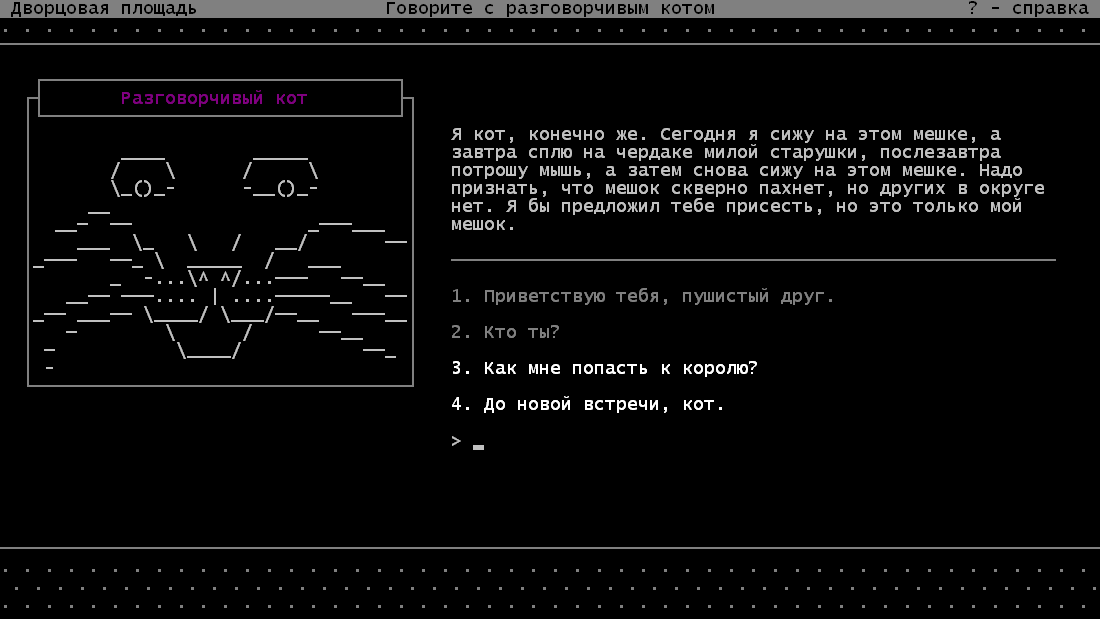 Дворцовая площадь Говорите с разговорчивым котом ? - справка
Разговорчивый кот
Я кот, конечно же. Сегодня я сижу на этом мешке, а
завтра сплю на чердаке милой старушки, послезавтра
потрошу мышь, а затем снова сижу на этом мешке. Надо
признать, что мешок скверно пахнет, но других в округе
нет. Я бы предложил тебе присесть, но это только мой
мешок.
1. Приветствую тебя, пушистый друг.
2. Кто ты?
3. Как мне попасть к королю?
4. До новой встречи, кот.
> _